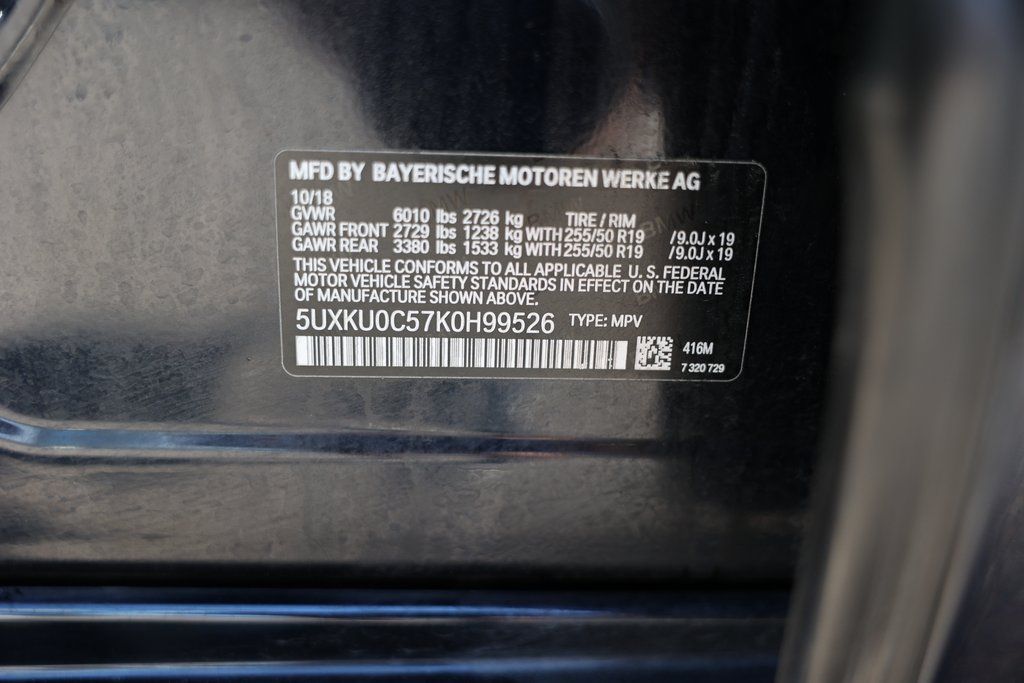 MFD BY BAYERISCHE MOTOREN WERKE AG
10/18
GVWR 6010 lbs 2726 kg TIRE / RIM
GAWR FRONT 2729 lbs 1238 kg WITH 255/50 R19 /9.0J x 19
GAWR REAR 3380 lbs 1533 kg WITH 255/50 R19 /9.0J x 19
THIS VEHICLE CONFORMS TO ALL APPLICABLE U.S. FEDERAL
MOTOR VEHICLE SAFETY STANDARDS IN EFFECT ON THE DATE
OF MANUFACTURE SHOWN ABOVE.
5UXKU0C57K0H99526 TYPE: MPV
416M
7 320 729